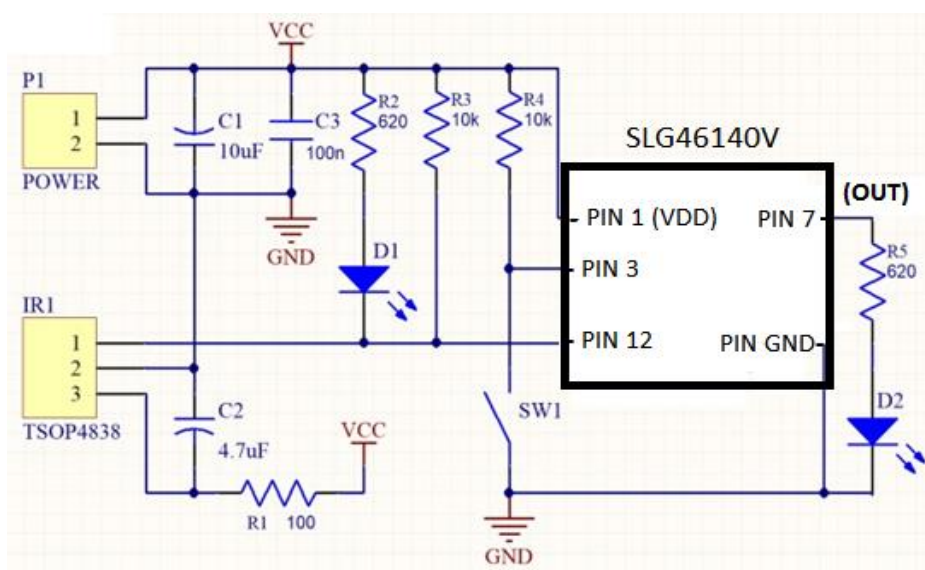 VCC
P1
1
2
POWER
C1
10uF
C3
100n
R2
620
R3
10k
R4
10k
GND
D1
SLG46140V
PIN 1 (VDD)
PIN 3
PIN 12
PIN 7
PIN GND
(OUT)
R5
620
D2
IR1
1
2
3
TSOP4838
C2
4.7uF
VCC
R1 100
SW1
GND